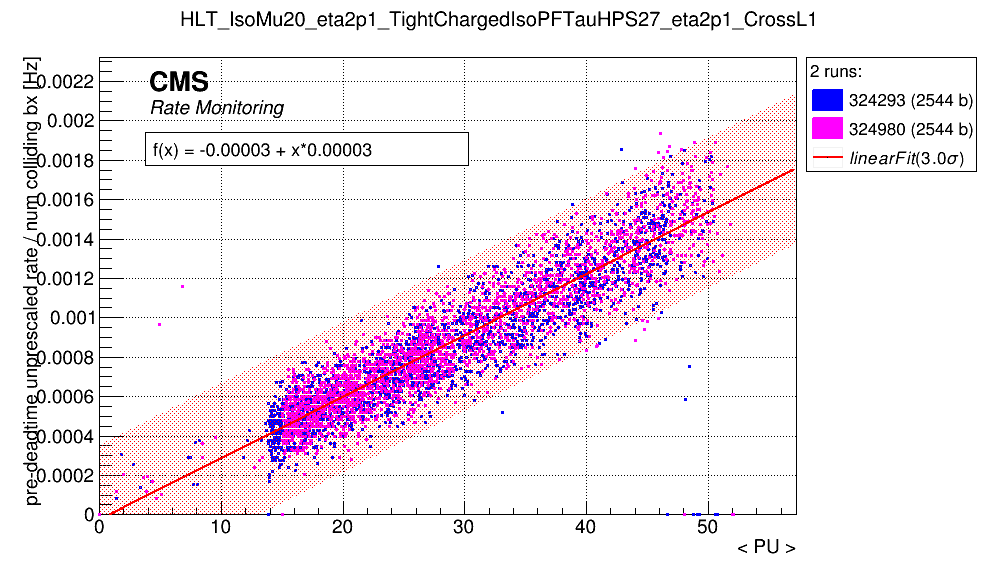 HLT_IsoMu20_eta2p1_TightChargedIsoPFTauHPS27_eta2p1_CrossL1
pre-deadtime unprescaled rate / num colliding bx [Hz]
CMS
Rate Monitoring
f(x) = -0.00003 + x*0.00003
0.0022
0.002
0.0018
0.0016
0.0014
0.0012
0.001
0.0008
0.0006
0.0004
0.0002
0
0 10 20 30 40 50
< PU >
2 runs:
324293 (2544 b)
324980 (2544 b)
linearFit(3.0σ)